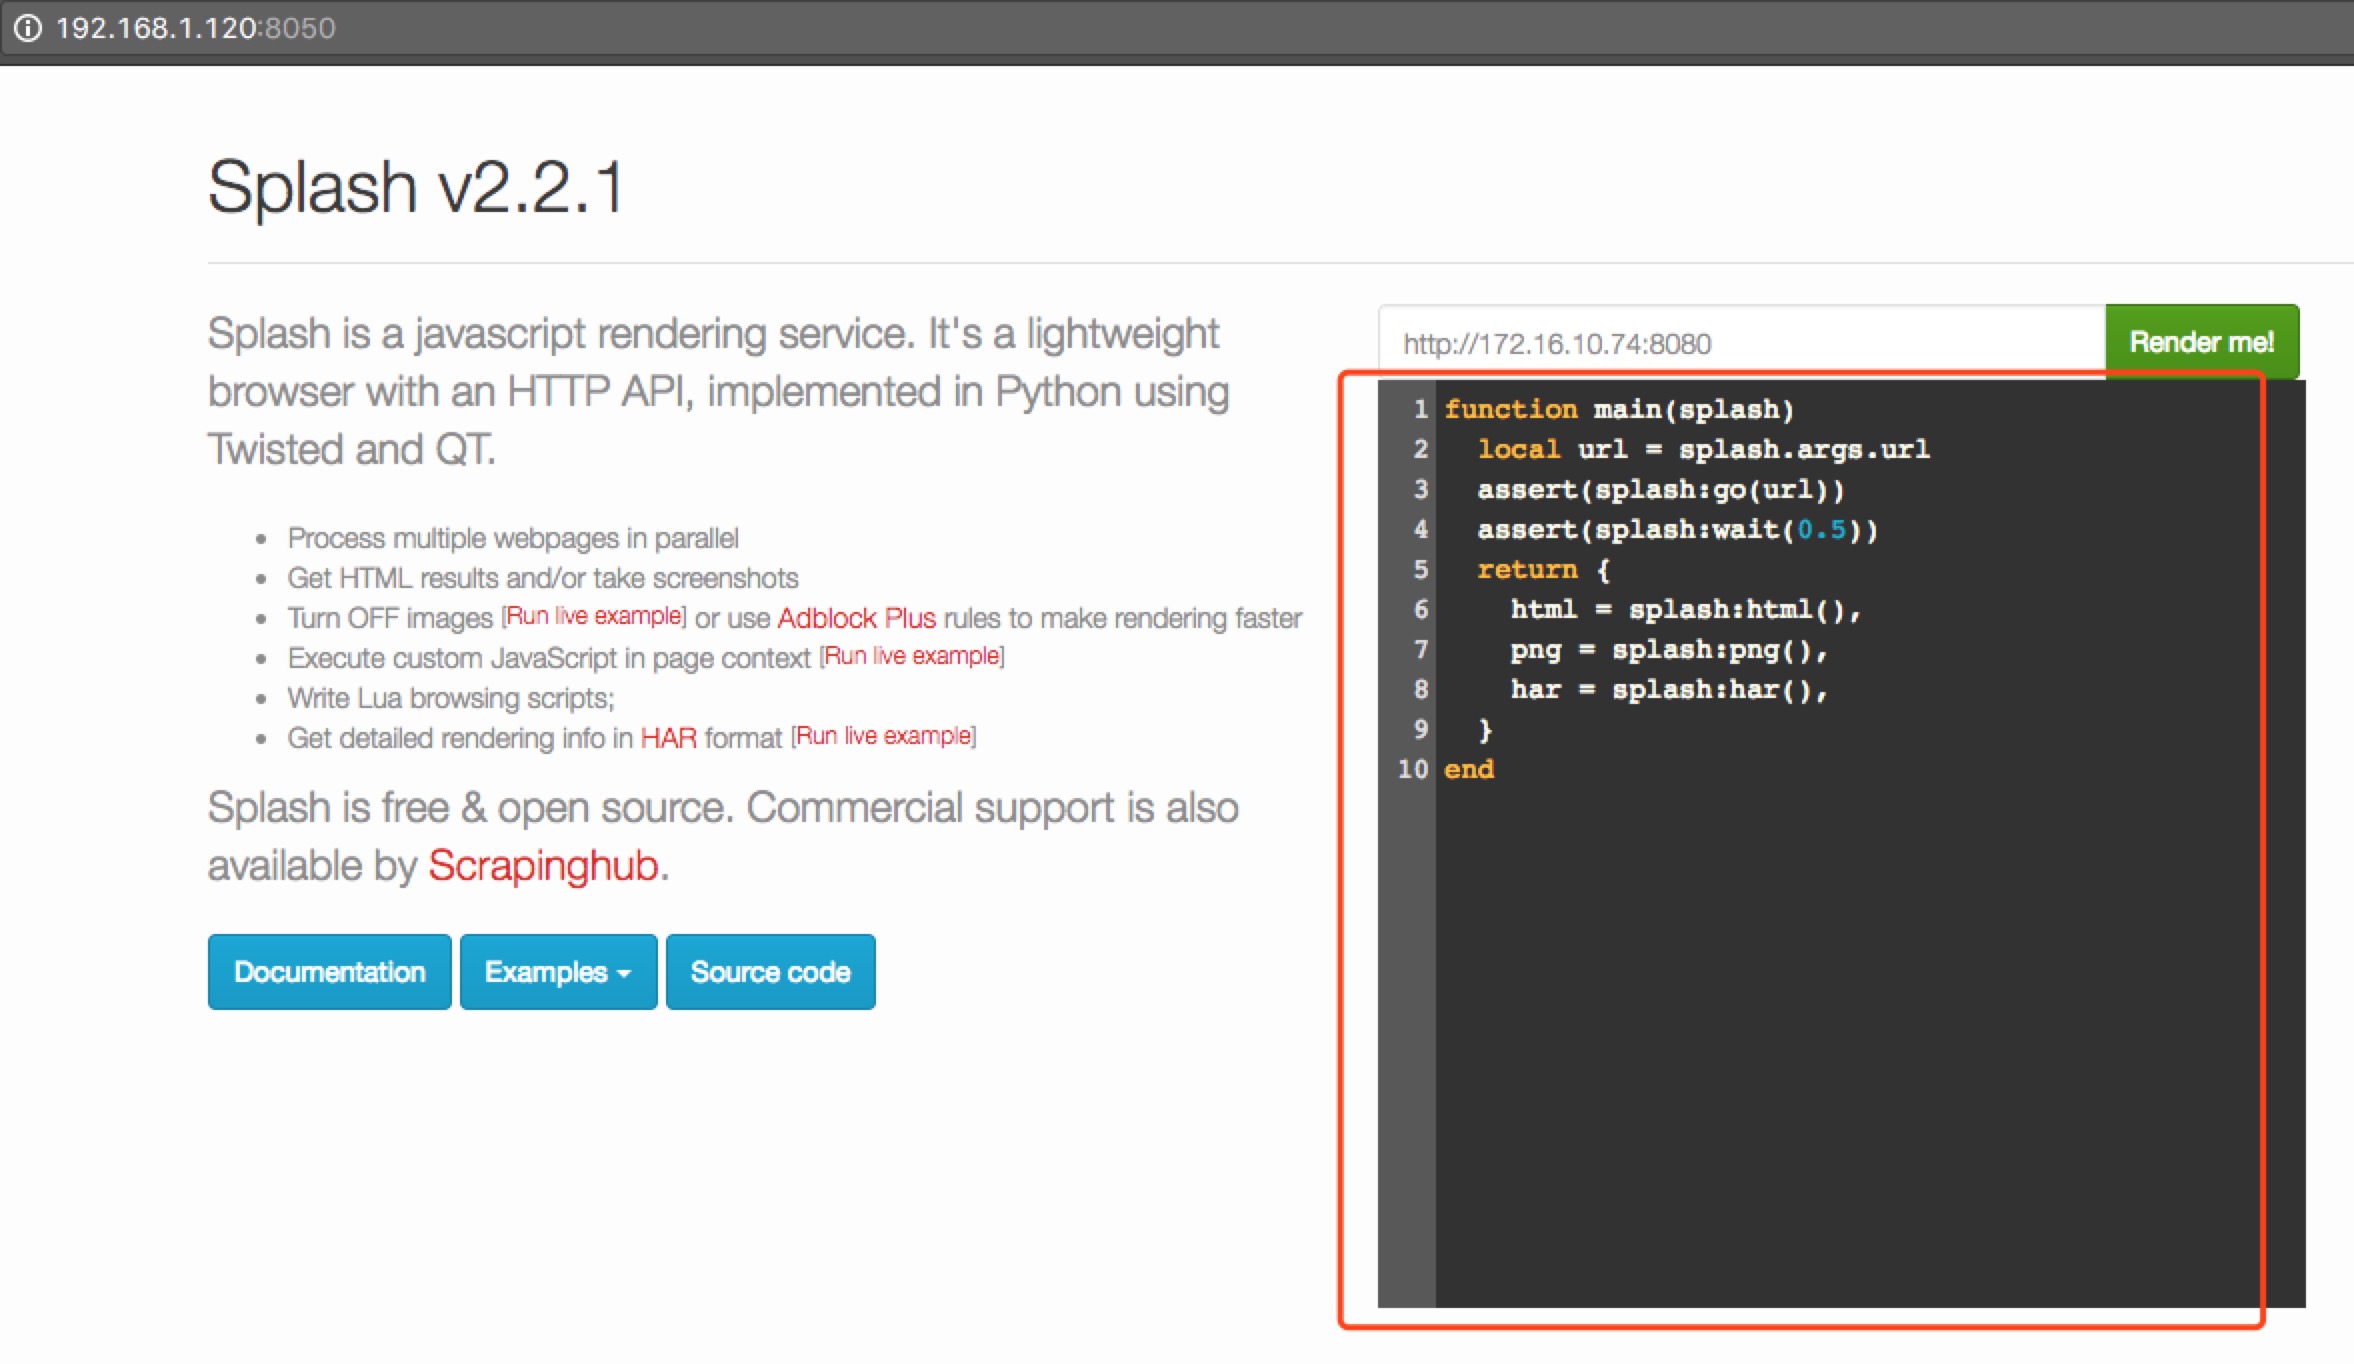 192.168.1.120:8050
Splash v2.2.1
Splash is a javascript rendering service. It's a lightweight
browser with an HTTP API, implemented in Python using
Twisted and QT.
• Process multiple webpages in parallel
• Get HTML results and/or take screenshots
• Turn OFF images [Run live example] or use Adblock Plus rules to make rendering faster
• Execute custom JavaScript in page context [Run live example]
• Write Lua browsing scripts;
• Get detailed rendering info in HAR format [Run live example]
Splash is free & open source. Commercial support is also
available by Scrapinghub.
Documentation Examples Source code
http://172.16.10.74:8080 Render me!
1 function main(splash)
2   local url = splash.args.url
3   assert(splash:go(url))
4   assert(splash:wait(0.5))
5   return {
6     html = splash:html(),
7     png = splash:png(),
8     har = splash:har(),
9   }
10 end